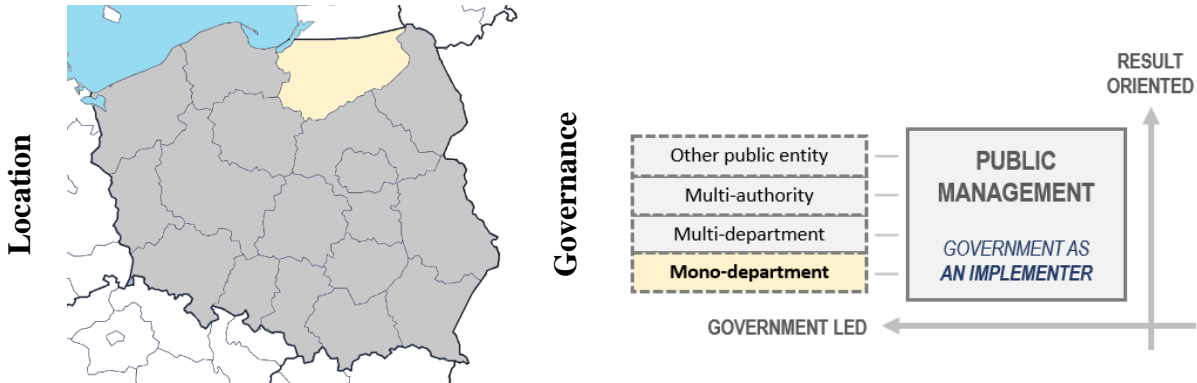 Location
Governance
RESULT
ORIENTED
Other public entity
Multi-authority
Multi-department
Mono-department
PUBLIC
MANAGEMENT
GOVERNMENT AS
AN IMPLEMENTER
GOVERNMENT LED